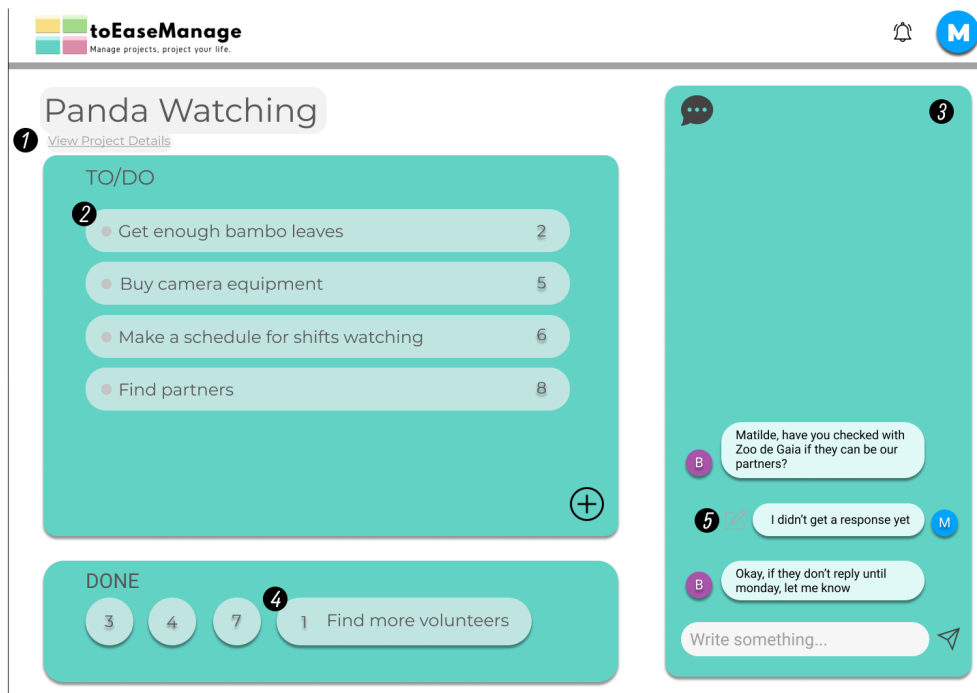 toEaseManage
Manage projects, project your life.
M
Panda Watching
1
View Project Details
TO/DO
2
Get enough bambo leaves 2
Buy camera equipment 5
Make a schedule for shifts watching 6
Find partners 8
DONE
3 4 7
4
1 Find more volunteers
3
Matilde, have you checked with
Zoo de Gaia if they can be our
partners?
B
5
I didn't get a response yet
M
Okay, if they don't reply until
monday, let me know
B
Write something...